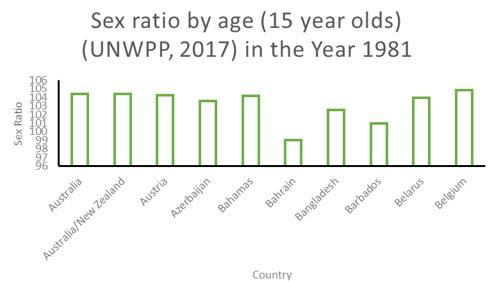 Sex ratio by age (15 year olds)
(UNWPP, 2017) in the Year 1981
Sex Ratio
106
105
104
103
102
101
100
99
98
97
96
Australia
Australia/New Zealand
Austria
Azerbaijan
Bahamas
Bahrain
Bangladesh
Barbados
Belarus
Belgium
Country